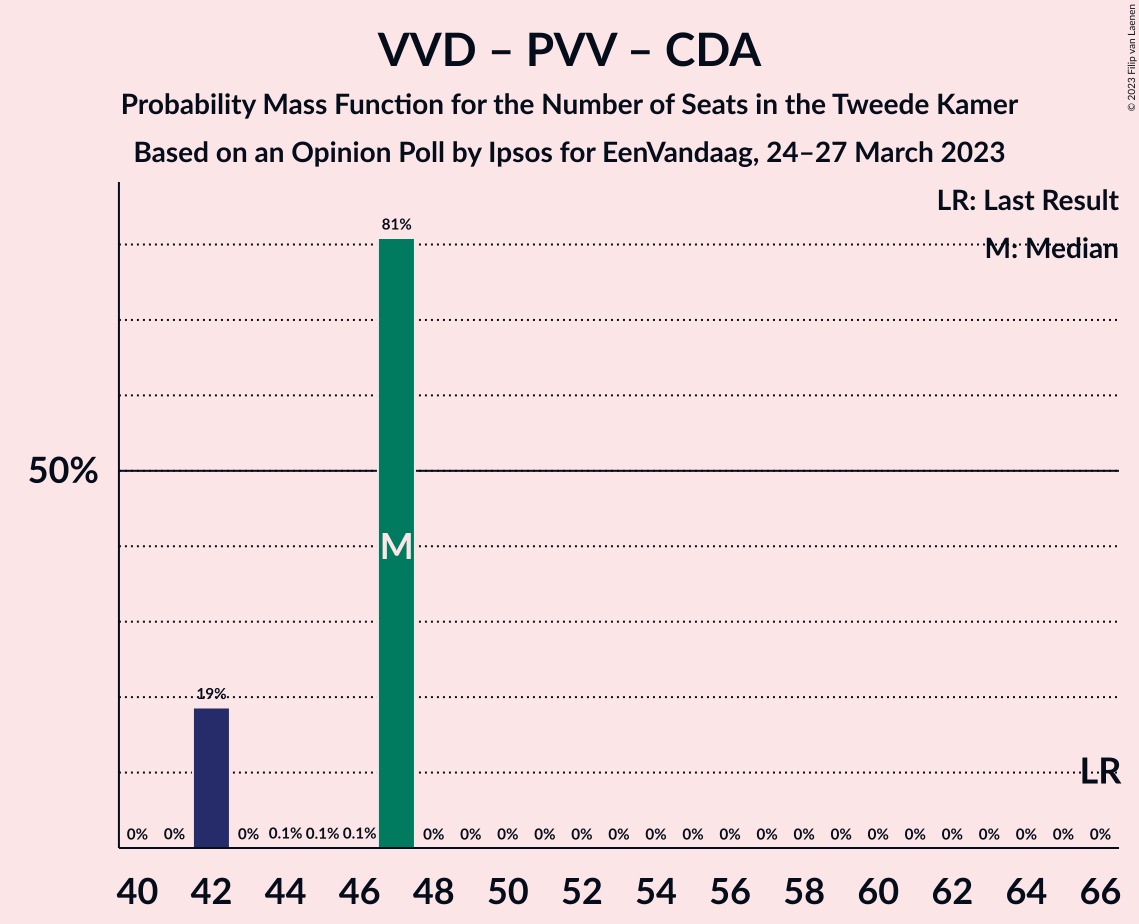 VVD – PVV – CDA
Probability Mass Function for the Number of Seats in the Tweede Kamer
Based on an Opinion Poll by Ipsos for EenVandaag, 24–27 March 2023
© 2023 Filip van Laenen
LR: Last Result
M: Median
81%
50%
M
19%
LR
0% 0% 0% 0.1% 0.1% 0.1% 0% 0% 0% 0% 0% 0% 0% 0% 0% 0% 0% 0% 0% 0% 0% 0% 0% 0% 0%
40 42 44 46 48 50 52 54 56 58 60 62 64 66